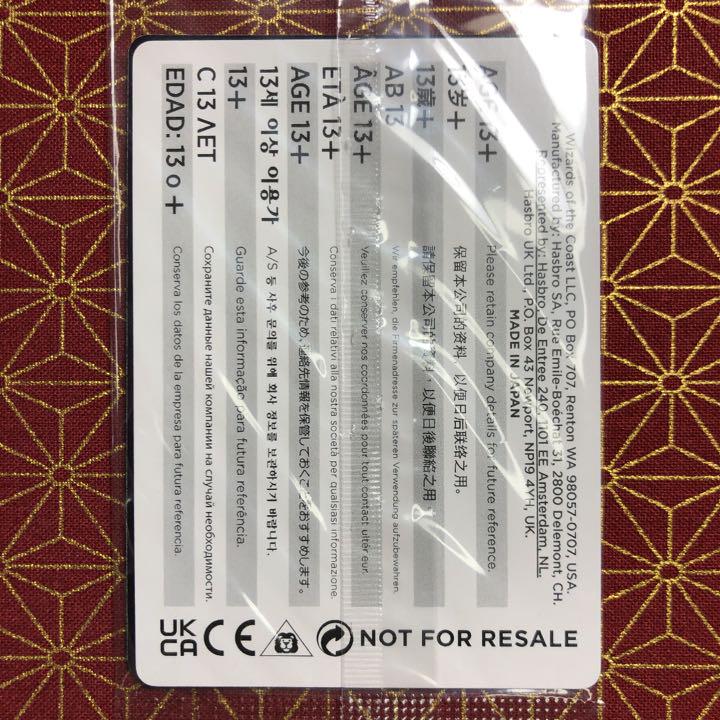 Wizards of the Coast LLC, PO Box 707, Renton WA 98057-0707, USA.
Manufactured by: Hasbro SA, Rue Emile-Boéchat 31, 2800 Delemont, CH.
Represented by: Hasbro, De Entree 240, 1101 EE Amsterdam, NL.
Hasbro UK Ltd., P.O. Box 43 Newport, NP19 4YH, UK.
MADE IN JAPAN
AGE 13+ Please retain company details for future reference.
13岁+ 保留本公司的资料，以便日后联络之用。
13歲+ 請保留本公司的資料，以便日後聯絡之用。
AB 13 Wir empfehlen, die Firmenadresse zur späteren Verwendung aufzubewahren.
ÂGE 13+ Veuillez conserver nos coordonnées pour tout contact ultérieur.
ETÀ 13+ Conserva i dati relativi alla nostra società per qualsiasi informazione.
AGE 13+ 今後の参考のため、連絡先情報を保管しておくことをおすすめします。
13세 이상 이용가 A/S 등 사후 문의를 위해 회사 정보를 보관하시기 바랍니다.
13+ Guarde esta informação para futura referência.
С 13 ЛЕТ Сохраните данные нашей компании на случай необходимости.
EDAD: 13 o + Conserva los datos de la empresa para futura referencia.
UK
CA CE NOT FOR RESALE